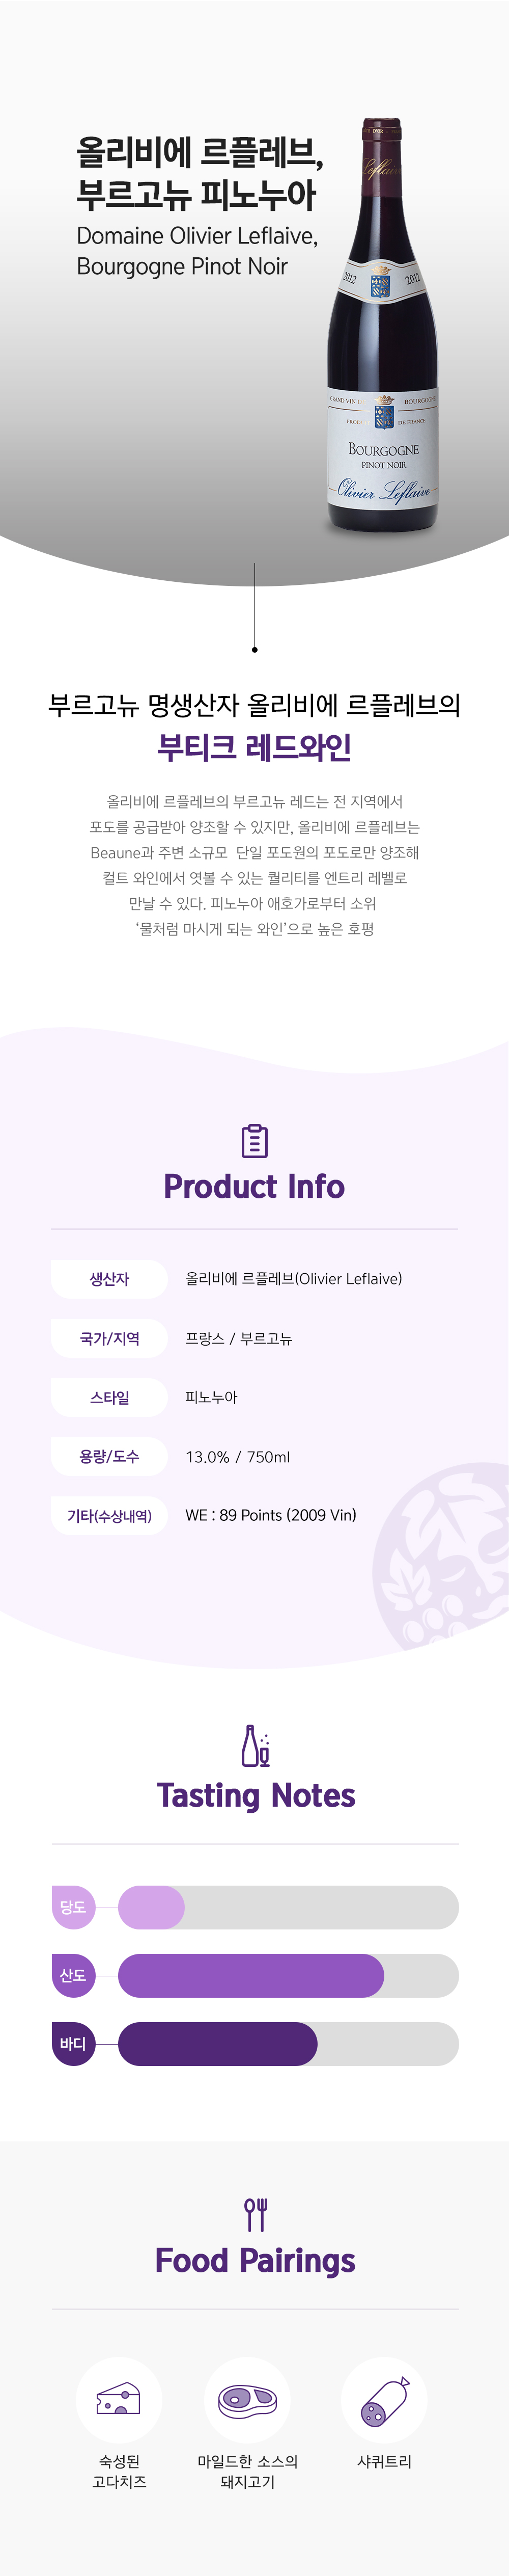 올리비에 르플레브,
부르고뉴 피노누아
Domaine Olivier Leflaive,
Bourgogne Pinot Noir
Leflaive
2012
2012
GRAND VIN D
BOURGOGNE
PRODU
DE FRANCE
BOURGOGNE
PINOT NOIR
Olivier Leflaive
부르고뉴 명생산자 올리비에 르플레브의
부티크 레드와인
올리비에 르플레브의 부르고뉴 레드는 전 지역에서
포도를 공급받아 양조할 수 있지만, 올리비에 르플레브는
Beaune과 주변 소규모 단일 포도원의 포도로만 양조해
컬트 와인에서 엿볼 수 있는 퀄리티를 엔트리 레벨로
만날 수 있다. 피노누아 애호가로부터 소위
‘물처럼 마시게 되는 와인’으로 높은 호평
Product Info
생산자 올리비에 르플레브(Olivier Leflaive)
국가/지역 프랑스 / 부르고뉴
스타일 피노누아
용량/도수 13.0% / 750ml
기타(수상내역) WE : 89 Points (2009 Vin)
Tasting Notes
당도
산도
바디
Food Pairings
숙성된
고다치즈
마일드한 소스의
돼지고기
샤퀴트리